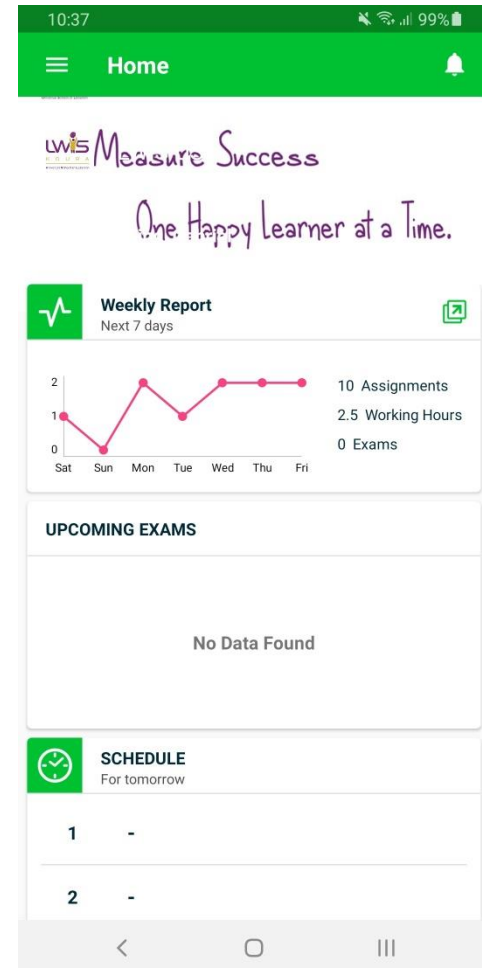 10:37
99%
Home
LWIS
Measure Success
One Happy Learner at a Time.
Weekly Report
Next 7 days
2
1
0
Sat Sun Mon Tue Wed Thu Fri
10 Assignments
2.5 Working Hours
0 Exams
UPCOMING EXAMS
No Data Found
SCHEDULE
For tomorrow
1 -
2 -